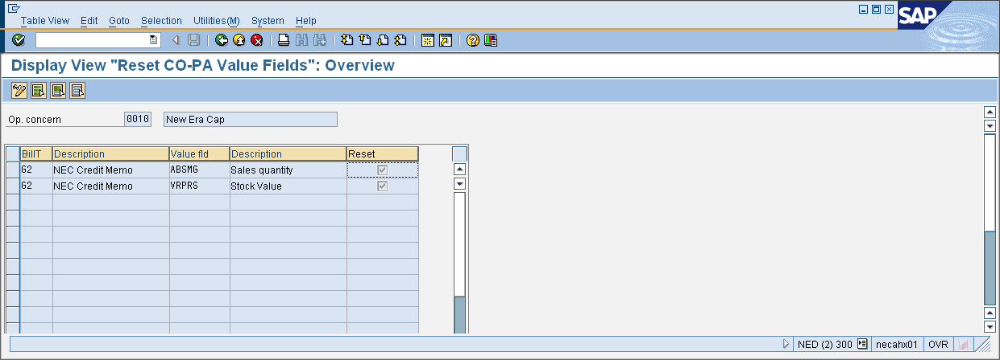 Table View Edit Goto Selection Utilities(M) System Help
SAP
Display View "Reset CO-PA Value Fields": Overview
Op. concern 0010 New Era Cap
BillT Description Value fld Description Reset
G2 NEC Credit Memo ABSMG Sales quantity
G2 NEC Credit Memo VRPRS Stock Value
NED (2) 300 necahx01 OVR